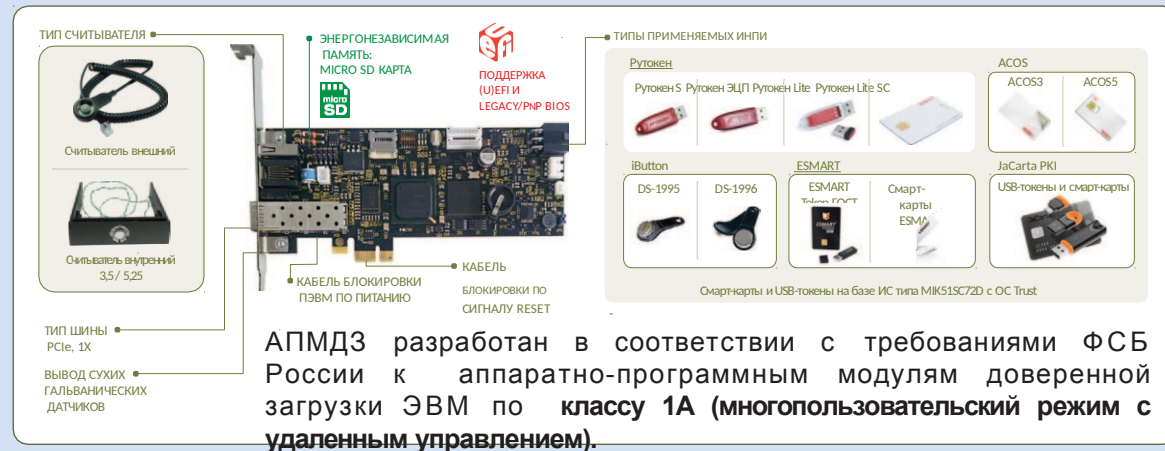 ТИП СЧИТЫВАТЕЛЯ
Считыватель внешний
Считыватель внутренний
3,5 / 5,25
ТИП ШИНЫ
PCIe, 1X
ВЫВОД СУХИХ
ГАЛЬВАНИЧЕСКИХ
ДАТЧИКОВ
ЭНЕРГОНЕЗАВИСИМАЯ
ПАМЯТЬ:
MICRO SD КАРТА
micro
SD
UEFI
ПОДДЕРЖКА
(U)EFI И
LEGACY/PNP BIOS
КАБЕЛЬ БЛОКИРОВКИ
ПЭВМ ПО ПИТАНИЮ
КАБЕЛЬ
БЛОКИРОВКИ ПО
СИГНАЛУ RESET
ТИПЫ ПРИМЕНЯЕМЫХ ИНПИ
Рутокен
Рутокен S Рутокен ЭЦП Рутокен Lite Рутокен Lite SC
ACOS
ACOS3 ACOS5
iButton
DS-1995 DS-1996
ESMART
ESMART
Token ГОСТ
Смарт-
карты
JaCarta PKI
USB-токены и смарт-карты
Смарт-карты и USB-токены на базе ИС типа MIK51SC72D с ОС Trust
АПМДЗ разработан в соответствии с требованиями ФСБ
России к аппаратно-программным модулям доверенной
загрузки ЭВМ по классу 1А (многопользовательский режим с
удаленным управлением).